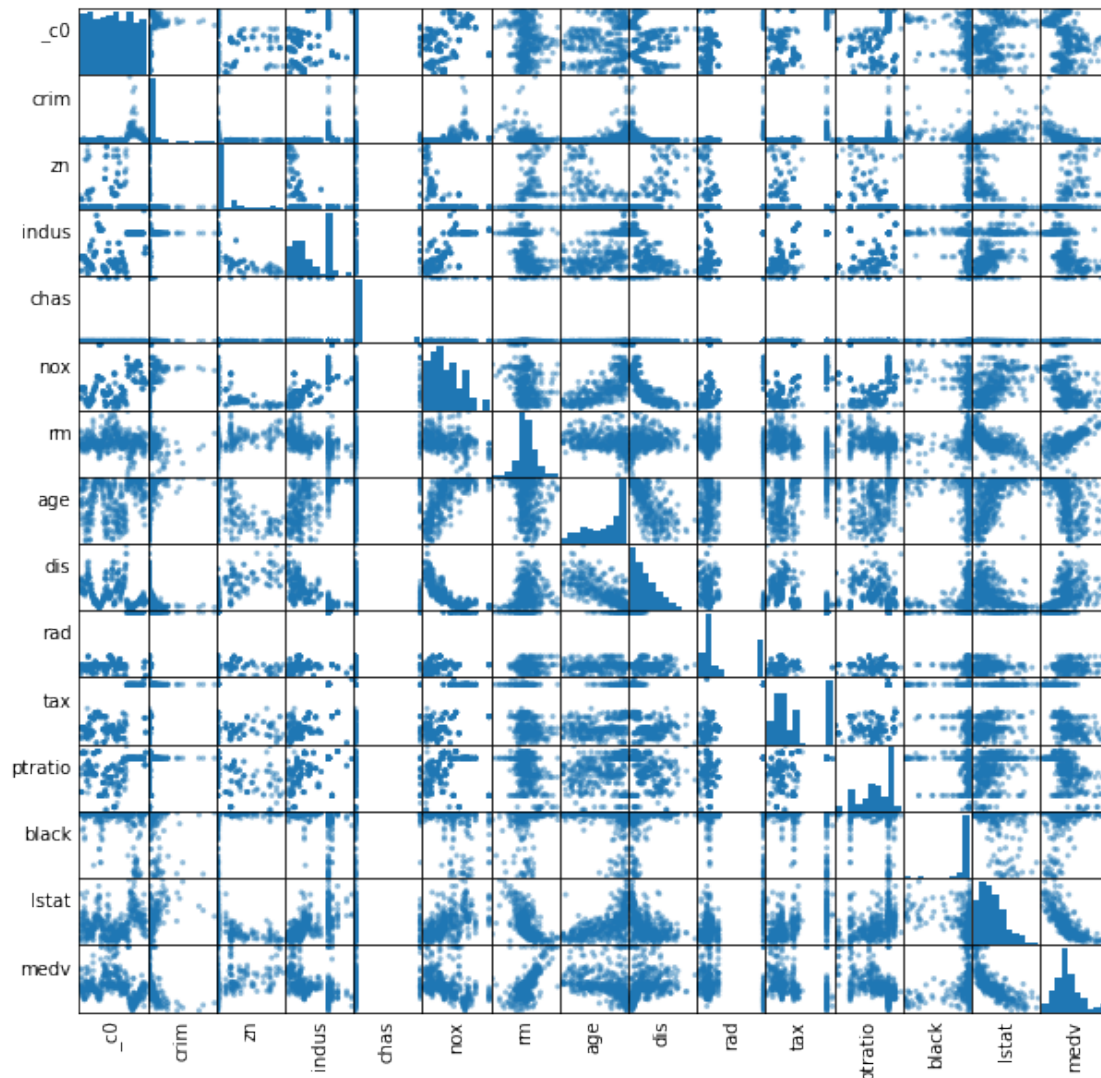 _c0
crim
zn
indus
chas
nox
rm
age
dis
rad
tax
ptratio
black
lstat
medv
_c0
crim
zn
indus
chas
nox
rm
age
dis
rad
tax
ptratio
black
lstat
medv